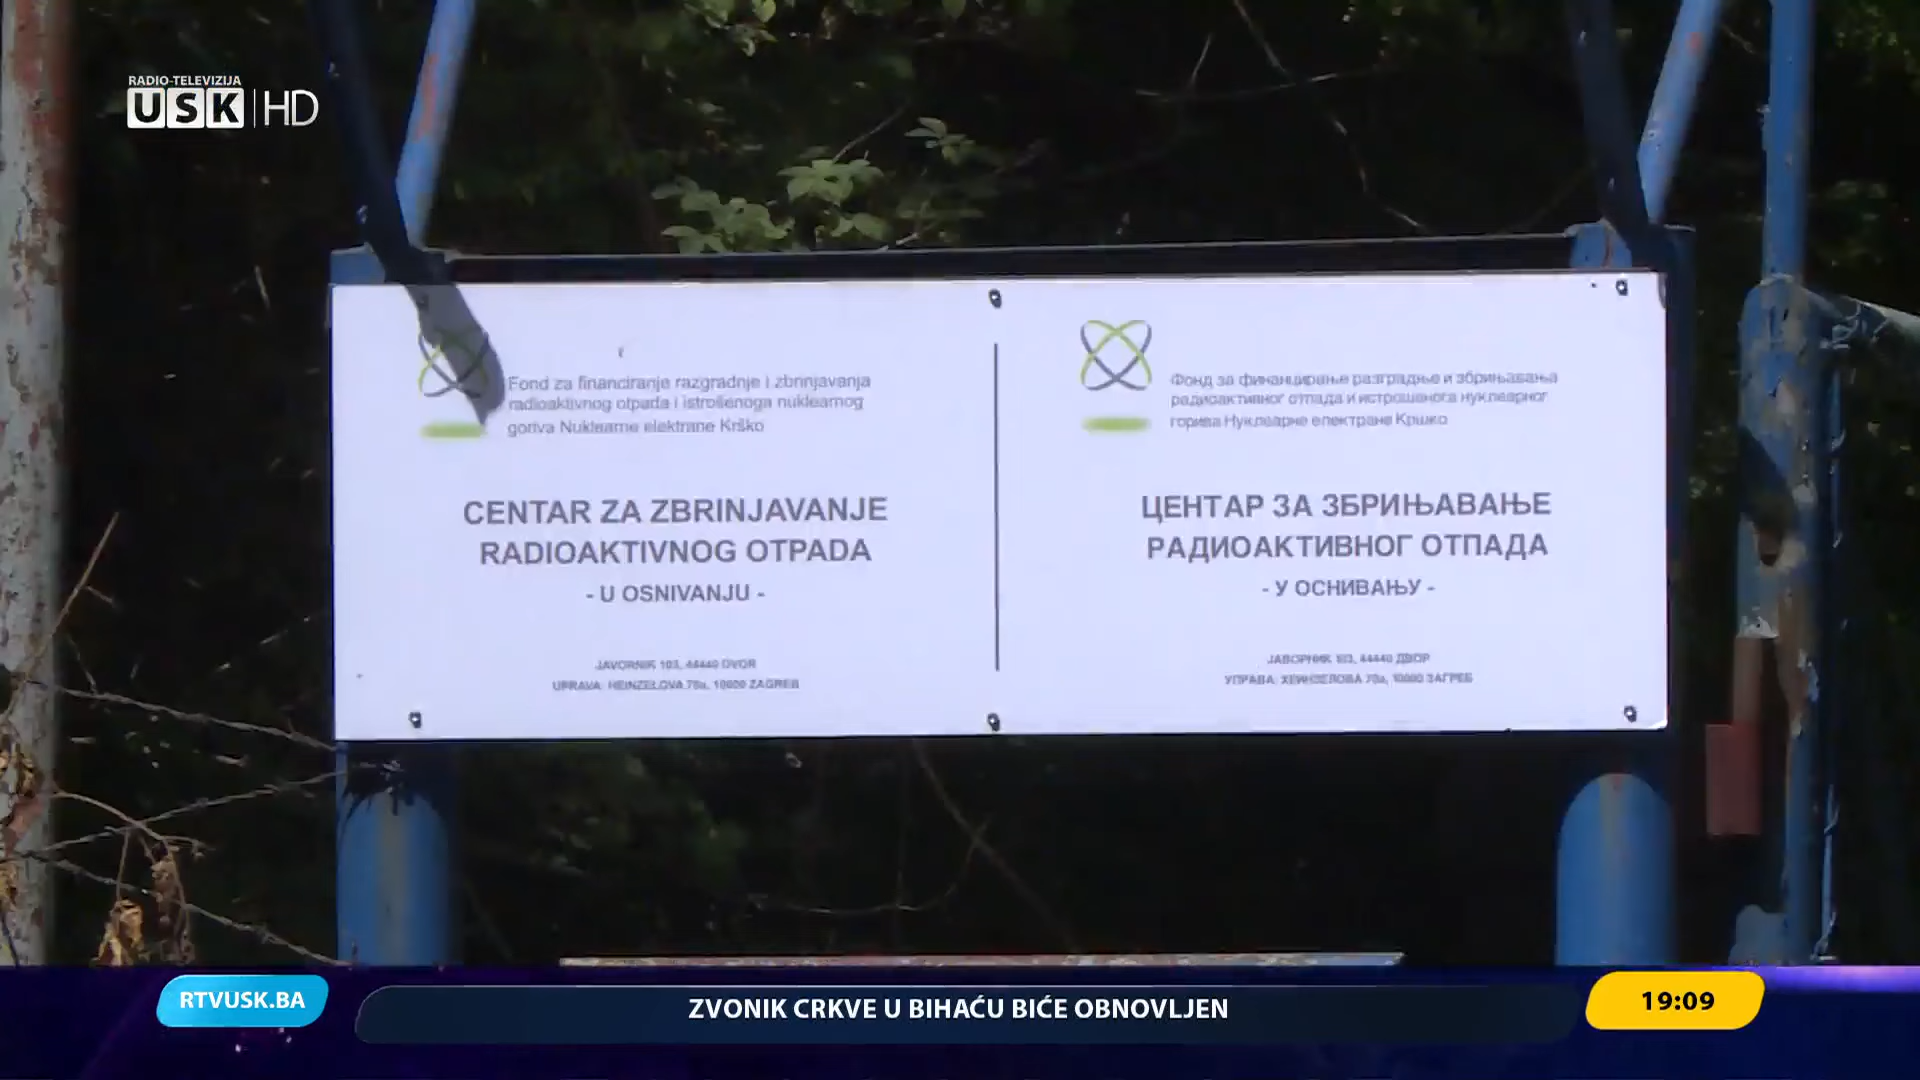 RADIO-TELEVIZIJA
USK HD
Fond za financiranje razgradnje i zbrinjavanja
radioaktivnog otpada i istrošenoga nuklearnog
goriva Nuklearne elektrane Krško
CENTAR ZA ZBRINJAVANJE
RADIOAKTIVNOG OTPADA
- U OSNIVANJU -
JAVORNIK 103, 44440 DVOR
UPRAVA: HEINZELOVA 70a, 10000 ZAGREB
Фонд за финанцирање разградње и збрињавања
радиоактивног отпада и истрошенога нуклеарног
горива Нуклеарне електране Кршко
ЦЕНТАР ЗА ЗБРИЊАВАЊЕ
РАДИОАКТИВНОГ ОТПАДА
- У ОСНИВАЊУ -
ЈАВОРНИК 103, 44440 ДВОР
УПРАВА: ХЕИНЗЕЛОВА 70а, 10000 ЗАГРЕБ
RTVUSK.BA
ZVONIK CRKVE U BIHAĆU BIĆE OBNOVLJEN
19:09